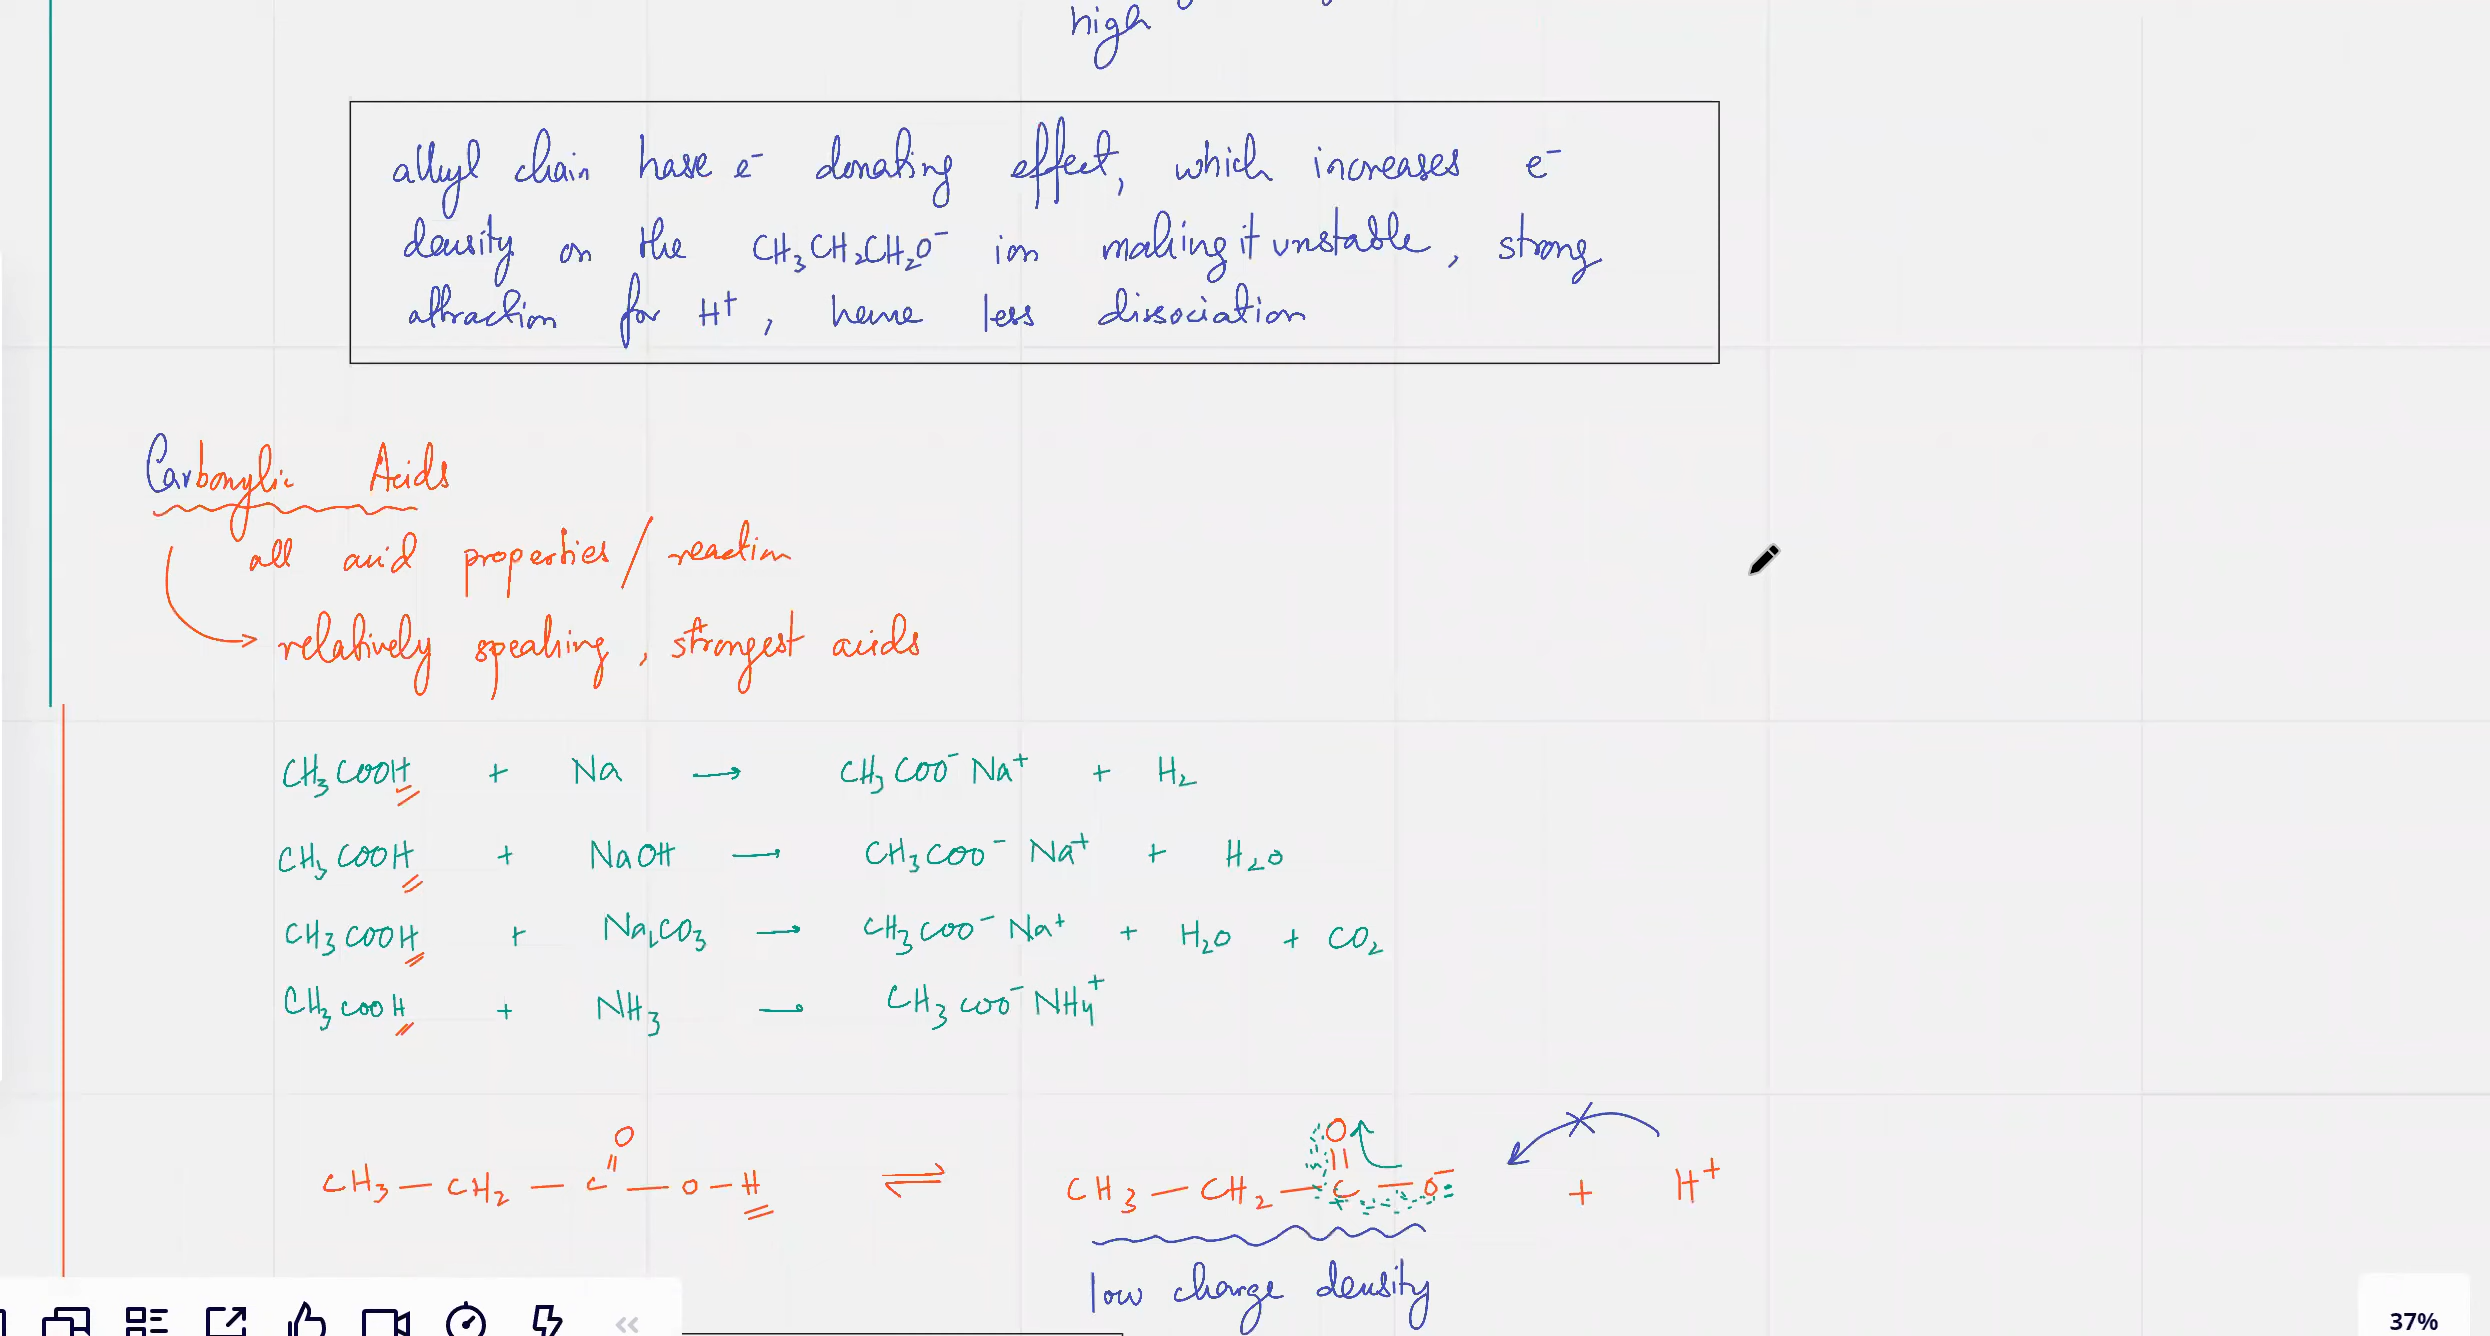 high
alkyl chain have e⁻ donating effect, which increases e⁻
density on the CH₃CH₂CH₂O⁻ ion making it unstable, strong
attraction for H⁺, hence less dissociation
Carbonylic Acids
all acid properties / reaction
→ relatively speaking, strongest acids
CH₃COOH + Na → CH₃COO⁻Na⁺ + H₂
CH₃COOH + NaOH → CH₃COO⁻ Na⁺ + H₂O
CH₃COOH + Na₂CO₃ → CH₃COO⁻ Na⁺ + H₂O + CO₂
CH₃COOH + NH₃ → CH₃COO⁻NH₄⁺
O O
CH₃ — CH₂ — C — O — H ⇌ CH₃ — CH₂ — C — O⁻ + H⁺
low charge density
37%